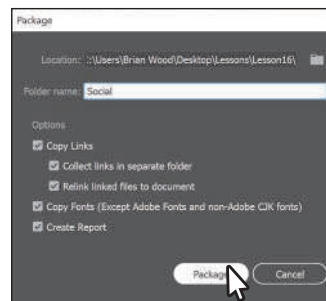 Package
Location: ::\Users\Brian Wood\Desktop\Lessons\Lesson16\
Folder name: Social
Options
Copy Links
Collect links in separate folder
Relink linked files to document
Copy Fonts (Except Adobe Fonts and non-Adobe CJK fonts)
Create Report
Package Cancel